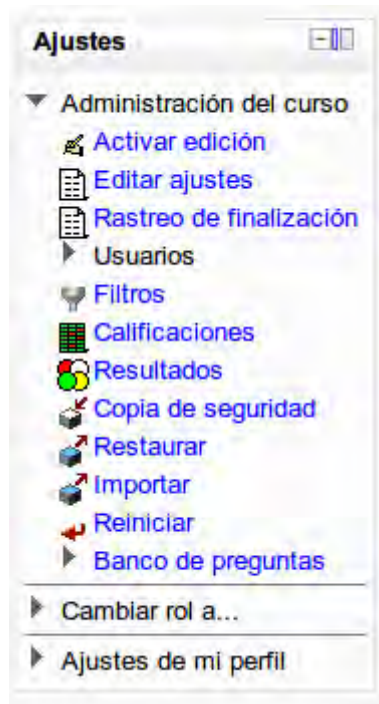 Ajustes
Administración del curso
Activar edición
Editar ajustes
Rastreo de finalización
Usuarios
Filtros
Calificaciones
Resultados
Copia de seguridad
Restaurar
Importar
Reiniciar
Banco de preguntas
Cambiar rol a...
Ajustes de mi perfil